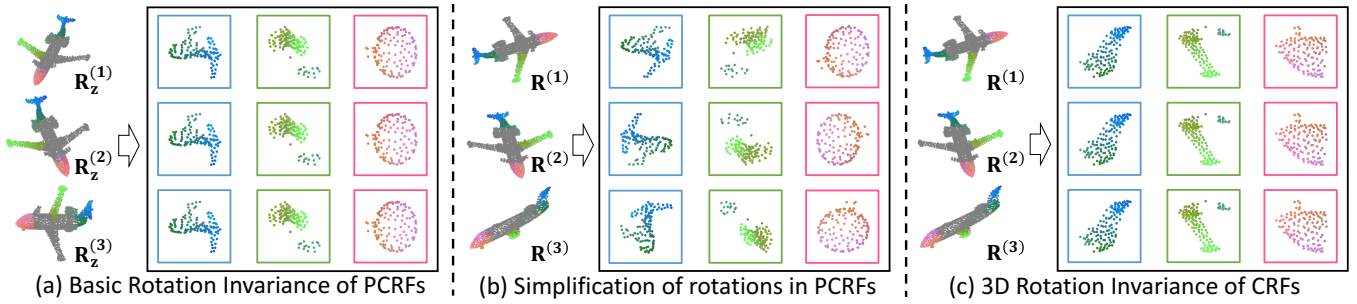 R_z^(1)
R_z^(2)
R_z^(3)
(a) Basic Rotation Invariance of PCRFs
R^(1)
R^(2)
R^(3)
(b) Simplification of rotations in PCRFs
R^(1)
R^(2)
R^(3)
(c) 3D Rotation Invariance of CRFs